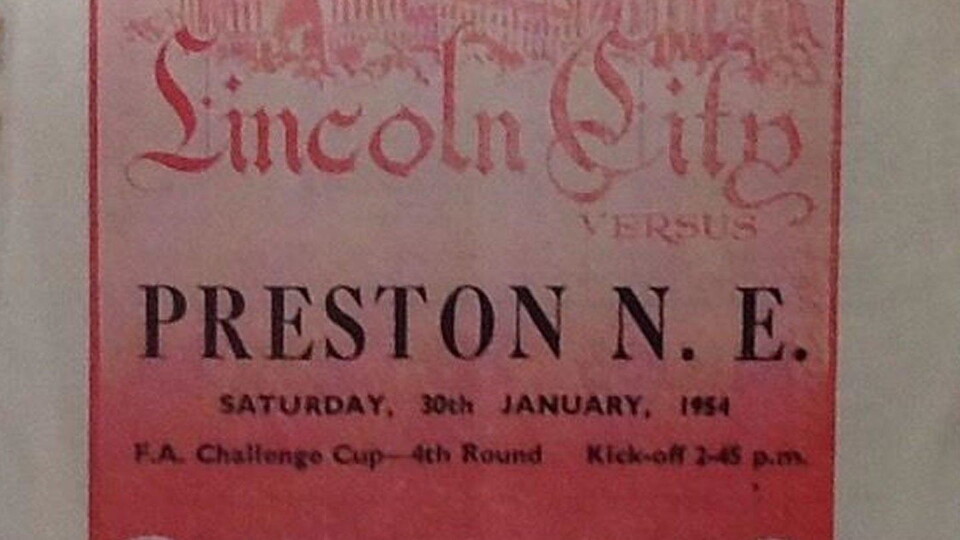 Lincoln City
VERSUS
PRESTON N. E.
SATURDAY, 30th JANUARY, 1954
F.A. Challenge Cup—4th Round Kick-off 2-45 p.m.